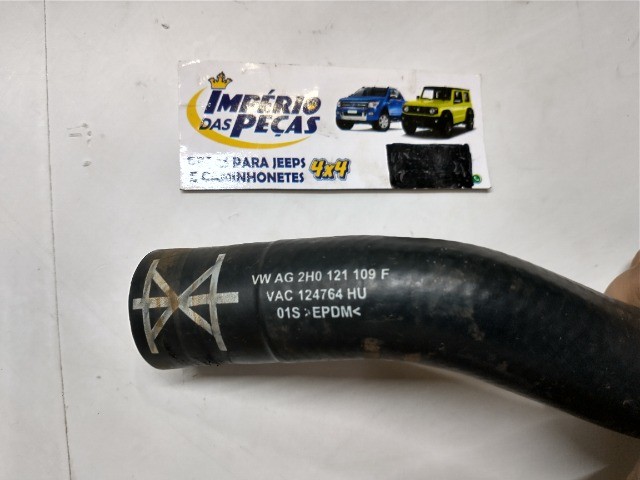 IMPÉRIO
DAS PEÇAS
PARA JEEPS
E CAMINHONETES 4x4
VW AG 2H0 121 109 F
VAC 124764 HU
01S >EPDM<